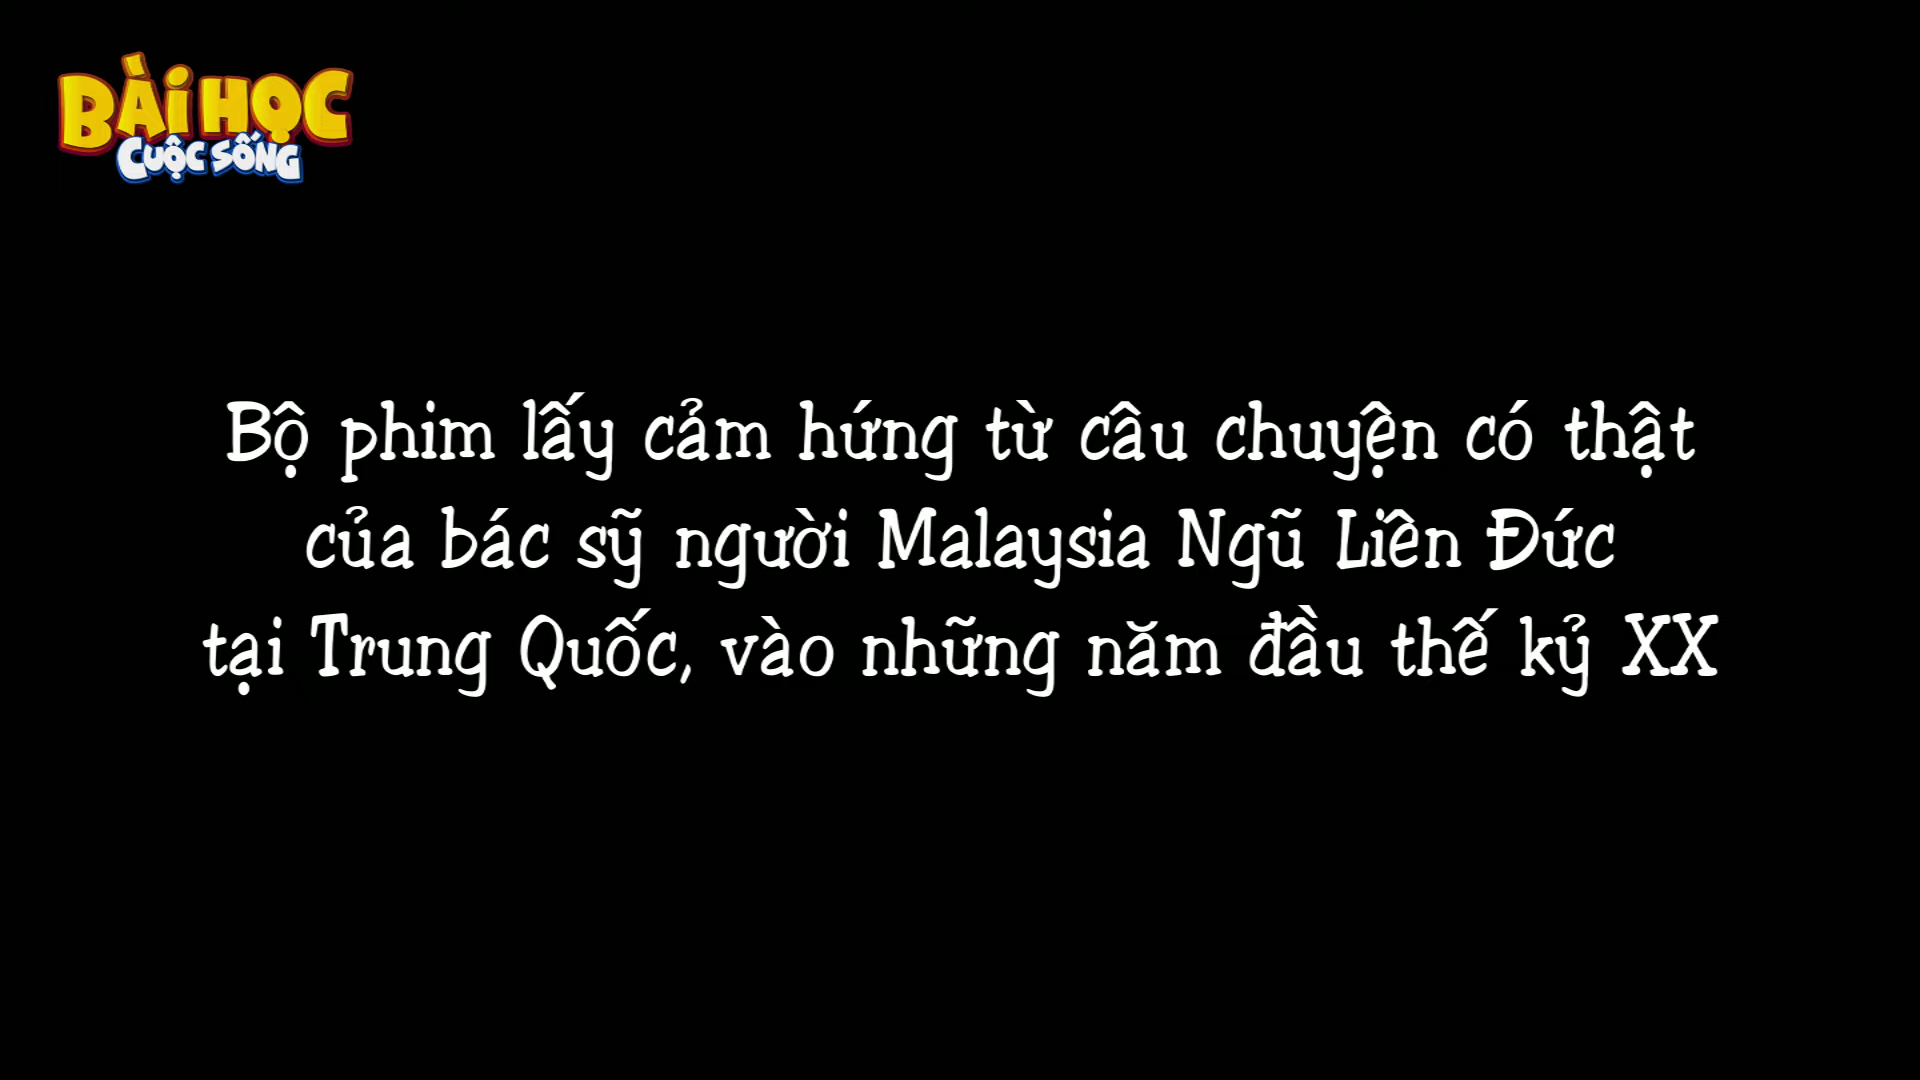 BÀI HỌC
CUỘC SỐNG
Bộ phim lấy cảm hứng từ câu chuyện có thật
của bác sỹ người Malaysia Ngũ Liên Đức
tại Trung Quốc, vào những năm đầu thế kỷ XX